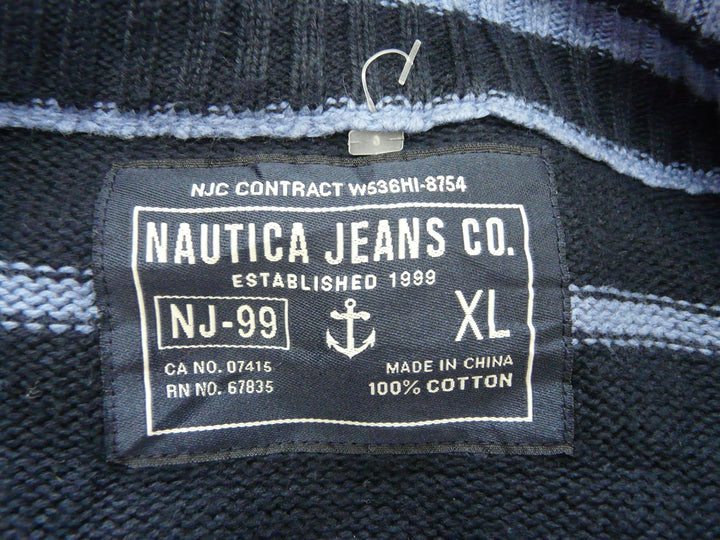 NJC CONTRACT W536HI-8754
NAUTICA JEANS CO.
ESTABLISHED 1999
NJ-99
XL
CA NO. 07415
RN NO. 67835
MADE IN CHINA
100% COTTON